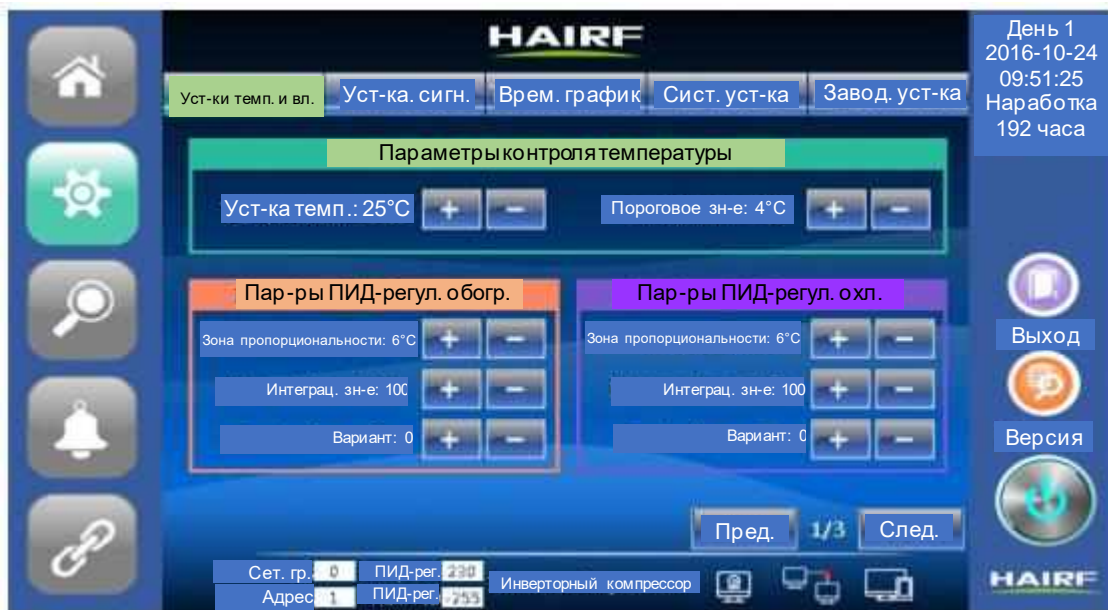 HAIRF
День 1
2016-10-24
09:51:25
Наработка
192 часа
Уст-ки темп. и вл.
Уст-ка. сигн.
Врем. график
Сист. уст-ка
Завод. уст-ка
Параметры контроля температуры
Уст-ка темп.: 25°C
+ −
Пороговое зн-е: 4°C
+ −
Пар-ры ПИД-регул. обогр.
Зона пропорциональности: 6°C
+ −
Интеграц. зн-е: 100
+ −
Вариант: 0
+ −
Пар-ры ПИД-регул. охл.
Зона пропорциональности: 6°C
+ −
Интеграц. зн-е: 100
+ −
Вариант: 0
+ −
Выход
Версия
Пред.
1/3
След.
Сет. гр. 0 ПИД-рег. 230
Адрес 1 ПИД-рег. -255
Инверторный компрессор
HAIRF